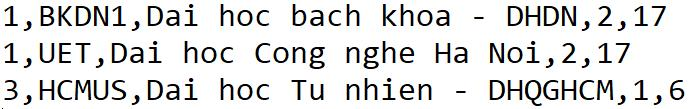 1,BKDN1,Dai hoc bach khoa - DHDN,2,17
1,UET,Dai hoc Cong nghe Ha Noi,2,17
3,HCMUS,Dai hoc Tu nhien - DHQGHCM,1,6